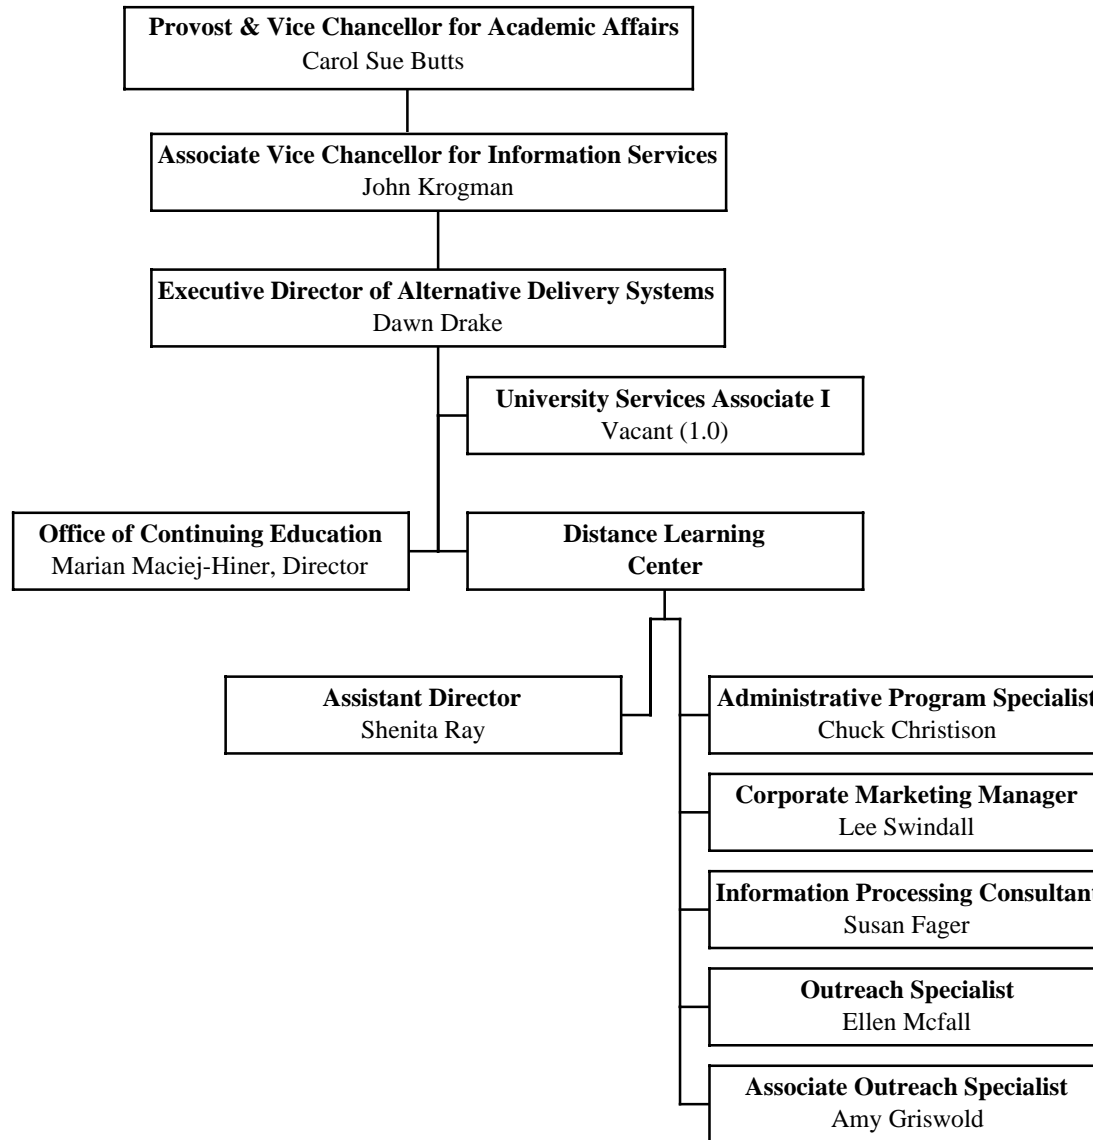 Provost & Vice Chancellor for Academic Affairs
Carol Sue Butts
Associate Vice Chancellor for Information Services
John Krogman
Executive Director of Alternative Delivery Systems
Dawn Drake
University Services Associate I
Vacant (1.0)
Office of Continuing Education
Marian Maciej-Hiner, Director
Distance Learning
Center
Assistant Director
Shenita Ray
Administrative Program Specialist
Chuck Christison
Corporate Marketing Manager
Lee Swindall
Information Processing Consultant
Susan Fager
Outreach Specialist
Ellen Mcfall
Associate Outreach Specialist
Amy Griswold